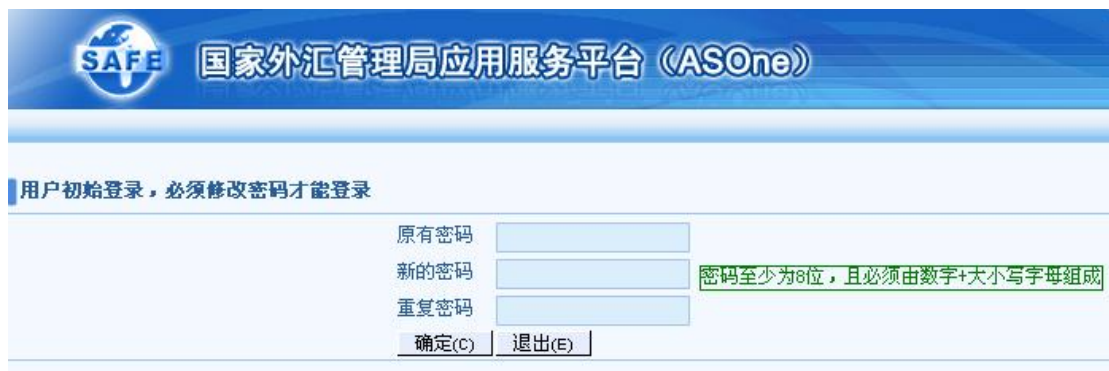 SAFE 国家外汇管理局应用服务平台（ASOne）
用户初始登录，必须修改密码才能登录
原有密码
新的密码 密码至少为8位，且必须由数字+大小写字母组成
重复密码
确定(C) 退出(E)